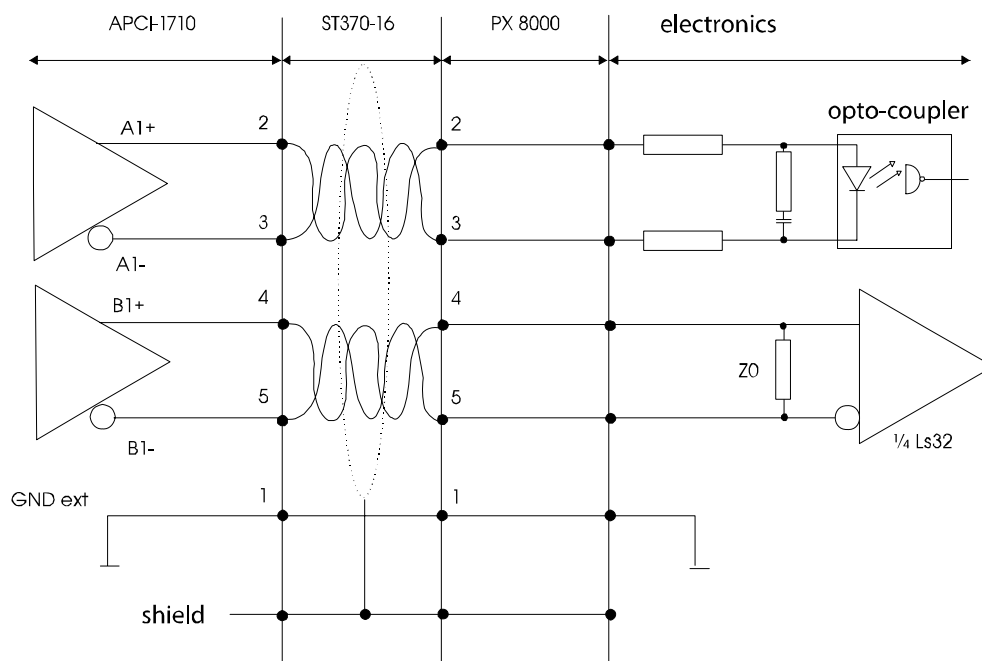 APCI-1710 ST370-16 PX 8000 electronics
opto-coupler
A1+ 2 2
3 3
A1-
B1+ 4 4
Z0
5 5
B1- ¼ Ls32
GND ext 1 1
shield